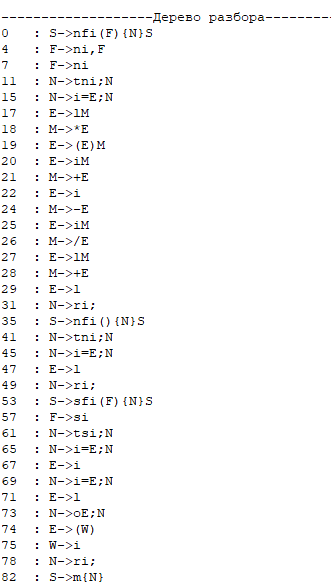 -------------------Дерево разбора--------
0   : S->nfi(F){N}S
4   : F->ni,F
7   : F->ni
11  : N->tni;N
15  : N->i=E;N
17  : E->lM
18  : M->*E
19  : E->(E)M
20  : E->iM
21  : M->+E
22  : E->i
24  : M->-E
25  : E->iM
26  : M->/E
27  : E->lM
28  : M->+E
29  : E->l
31  : N->ri;
35  : S->nfi(){N}S
41  : N->tni;N
45  : N->i=E;N
47  : E->l
49  : N->ri;
53  : S->sfi(F){N}S
57  : F->si
61  : N->tsi;N
65  : N->i=E;N
67  : E->i
69  : N->i=E;N
71  : E->l
73  : N->oE;N
74  : E->(W)
75  : W->i
78  : N->ri;
82  : S->m{N}